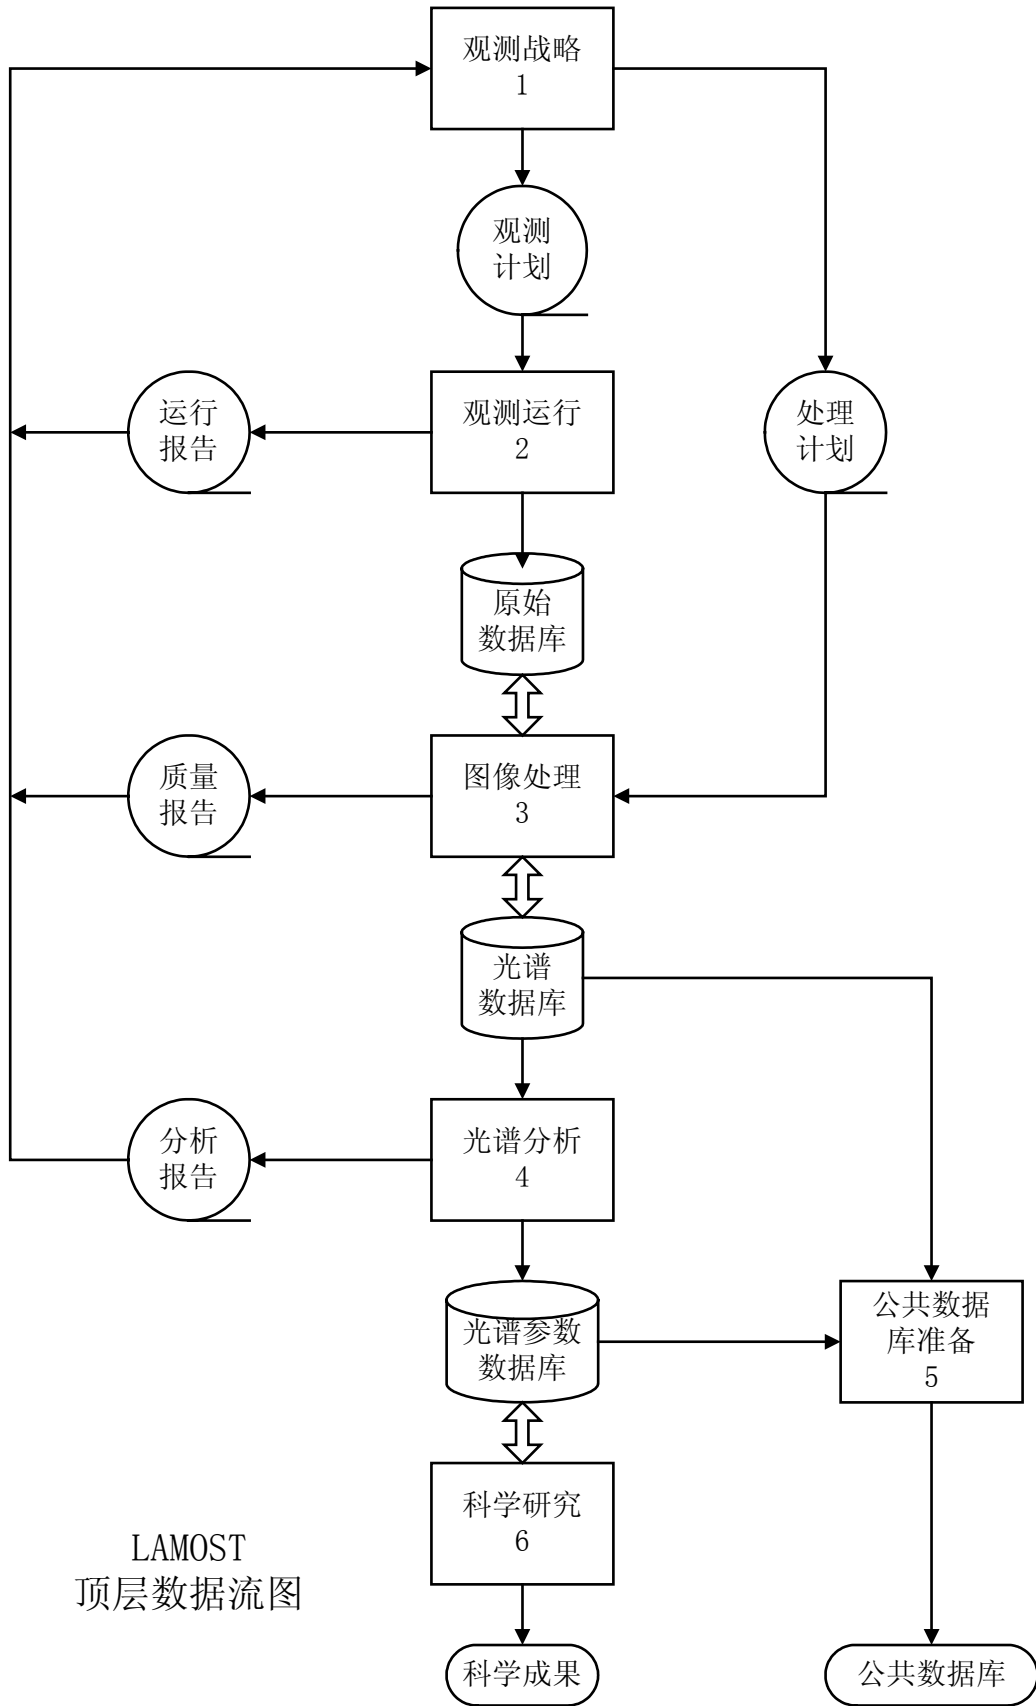 观测战略
1
观测
计划
运行
报告
观测运行
2
处理
计划
原始
数据库
质量
报告
图像处理
3
光谱
数据库
分析
报告
光谱分析
4
光谱参数
数据库
公共数据
库准备
5
科学研究
6
LAMOST
顶层数据流图
科学成果
公共数据库